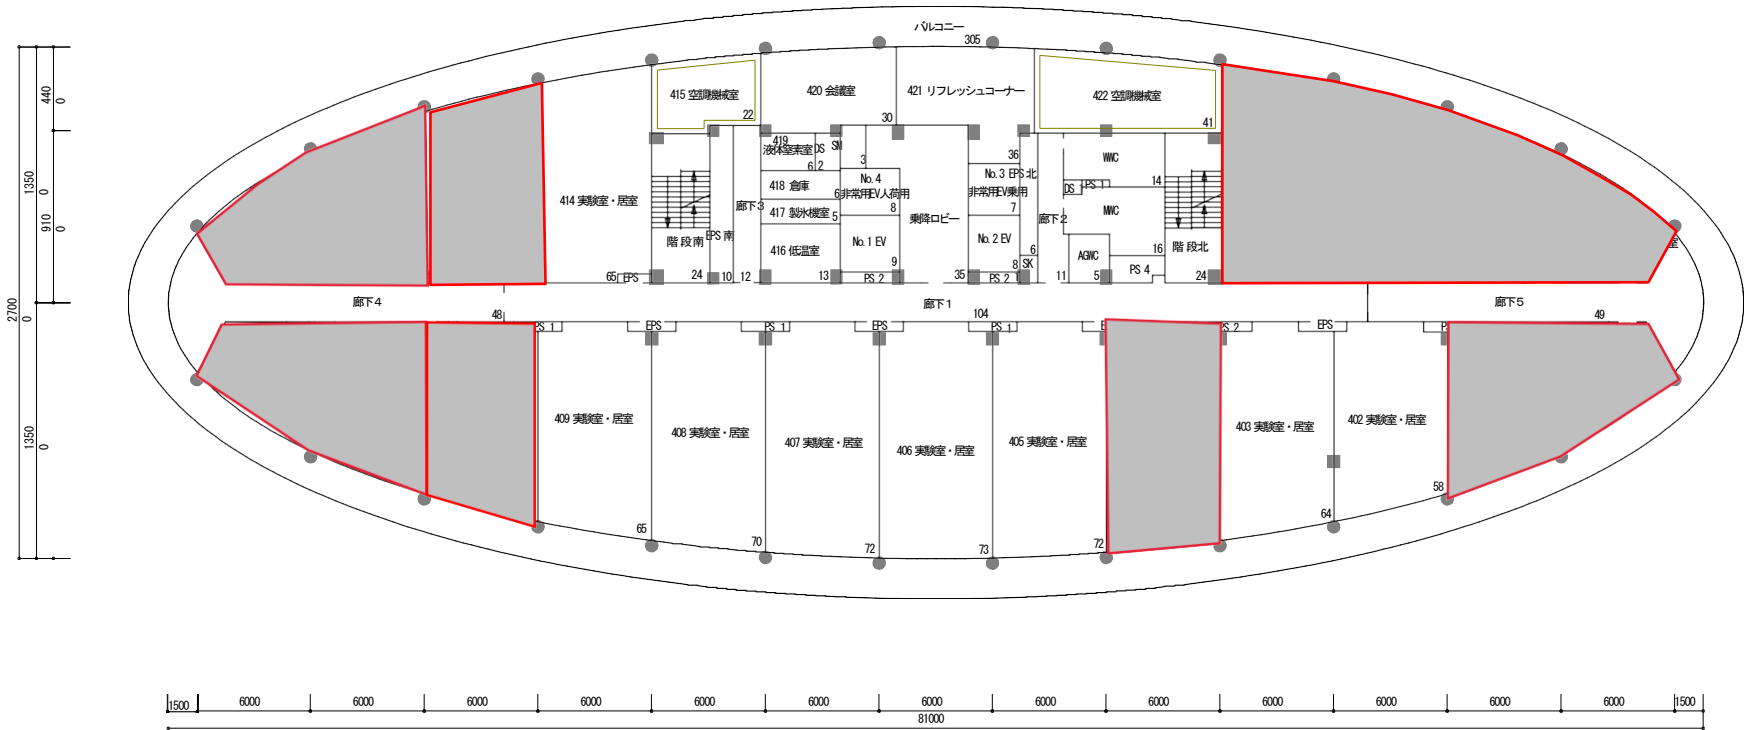 バルコニー
305
440
0
1350
0
910
0
2700
0
1350
0
415 空調機械室
22
420 会議室
30
421 リフレッシュコーナー
422 空調機械室
41
414 実験室・居室
65
EPS
階段南
24
EPS 南
10
廊下3
12
419
液体窒素室
6
DS
2
SM
3
418 倉庫
6
417 製氷機室
5
416 低温室
13
No.4
非常用EV人荷用
8
No.1 EV
9
PS 2
乗降ロビー
35
36
No.3 EPS 北
非常用EV乗用
7
No.2 EV
8
PS 2
廊下2
6
SK
11
WWC
14
DS
PS 1
MWC
16
AGWC
5
PS 4
階段北
24
室
廊下4
48
廊下1
104
廊下5
49
PS 1
EPS
PS 1
EPS
PS 1
E
PS 2
EPS
P
409 実験室・居室
65
408 実験室・居室
70
407 実験室・居室
72
406 実験室・居室
73
405 実験室・居室
72
403 実験室・居室
64
402 実験室・居室
58
1500 6000 6000 6000 6000 6000 6000 6000 6000 6000 6000 6000 6000 6000 1500
81000